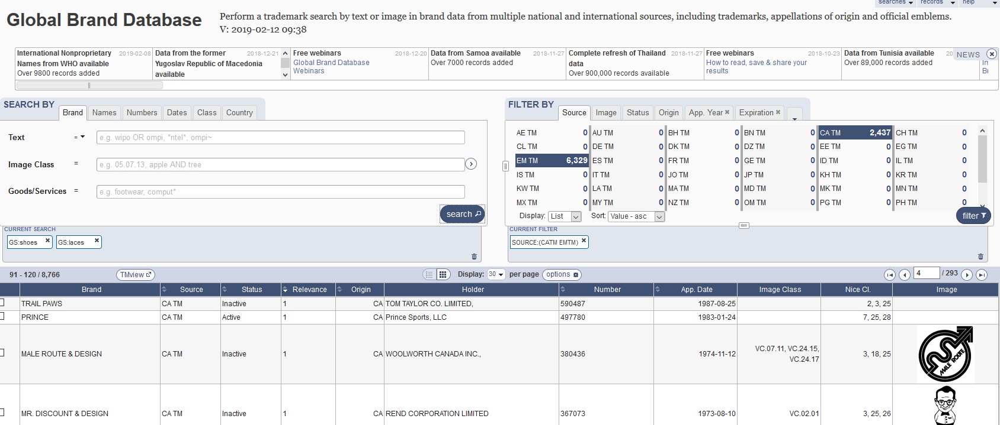 searches records help
Global Brand Database
Perform a trademark search by text or image in brand data from multiple national and international sources, including trademarks, appellations of origin and official emblems.
V: 2019-02-12 09:38
International Nonproprietary 2019-02-08
Names from WHO available
Over 9800 records added
Data from the former 2018-12-21
Yugoslav Republic of Macedonia
available
Free webinars 2018-12-20
Global Brand Database
Webinars
Data from Samoa available 2018-11-27
Over 7000 records added
Complete refresh of Thailand 2018-11-27
data
Over 900,000 records available
Free webinars 2018-10-23
How to read, save & share your
results
Data from Tunisia available 20
Over 89,000 records added
NEWS
SEARCH BY Brand Names Numbers Dates Class Country
Text = e.g. wipo OR ompi, *ntel*, ompi~
Image Class = e.g. 05.07.13, apple AND tree
Goods/Services = e.g. footwear, comput*
search
CURRENT SEARCH
GS:shoes GS:laces
FILTER BY Source Image Status Origin App. Year Expiration
AE TM 0 AU TM 0 BH TM 0 BN TM 0 CA TM 2,437 CH TM 0
CL TM 0 DE TM 0 DK TM 0 DZ TM 0 EE TM 0 EG TM 0
EM TM 6,329 ES TM 0 FR TM 0 GE TM 0 ID TM 0 IL TM 0
IS TM 0 IT TM 0 JO TM 0 JP TM 0 KH TM 0 KR TM 0
KW TM 0 LA TM 0 MA TM 0 MD TM 0 MK TM 0 MN TM 0
MX TM 0 MY TM 0 NZ TM 0 OM TM 0 PG TM 0 PH TM 0
Display: List Sort: Value - asc filter
CURRENT FILTER
SOURCE:(CATM EMTM)
91 - 120 / 8,766 TMview Display: 30 per page options 4 / 293
Brand Source Status Relevance Origin Holder Number App. Date Image Class Nice Cl. Image
TRAIL PAWS CA TM Inactive 1 CA TOM TAYLOR CO. LIMITED, 590487 1987-08-25 2, 3, 25
PRINCE CA TM Active 1 CA Prince Sports, LLC 497780 1983-01-24 7, 25, 28
MALE ROUTE & DESIGN CA TM Inactive 1 CA WOOLWORTH CANADA INC., 380436 1974-11-12 VC.07.11, VC.24.15, VC.24.17 3, 18, 25
MALE ROUTE
MR. DISCOUNT & DESIGN CA TM Inactive 1 CA REND CORPORATION LIMITED 367073 1973-08-10 VC.02.01 3, 25, 26